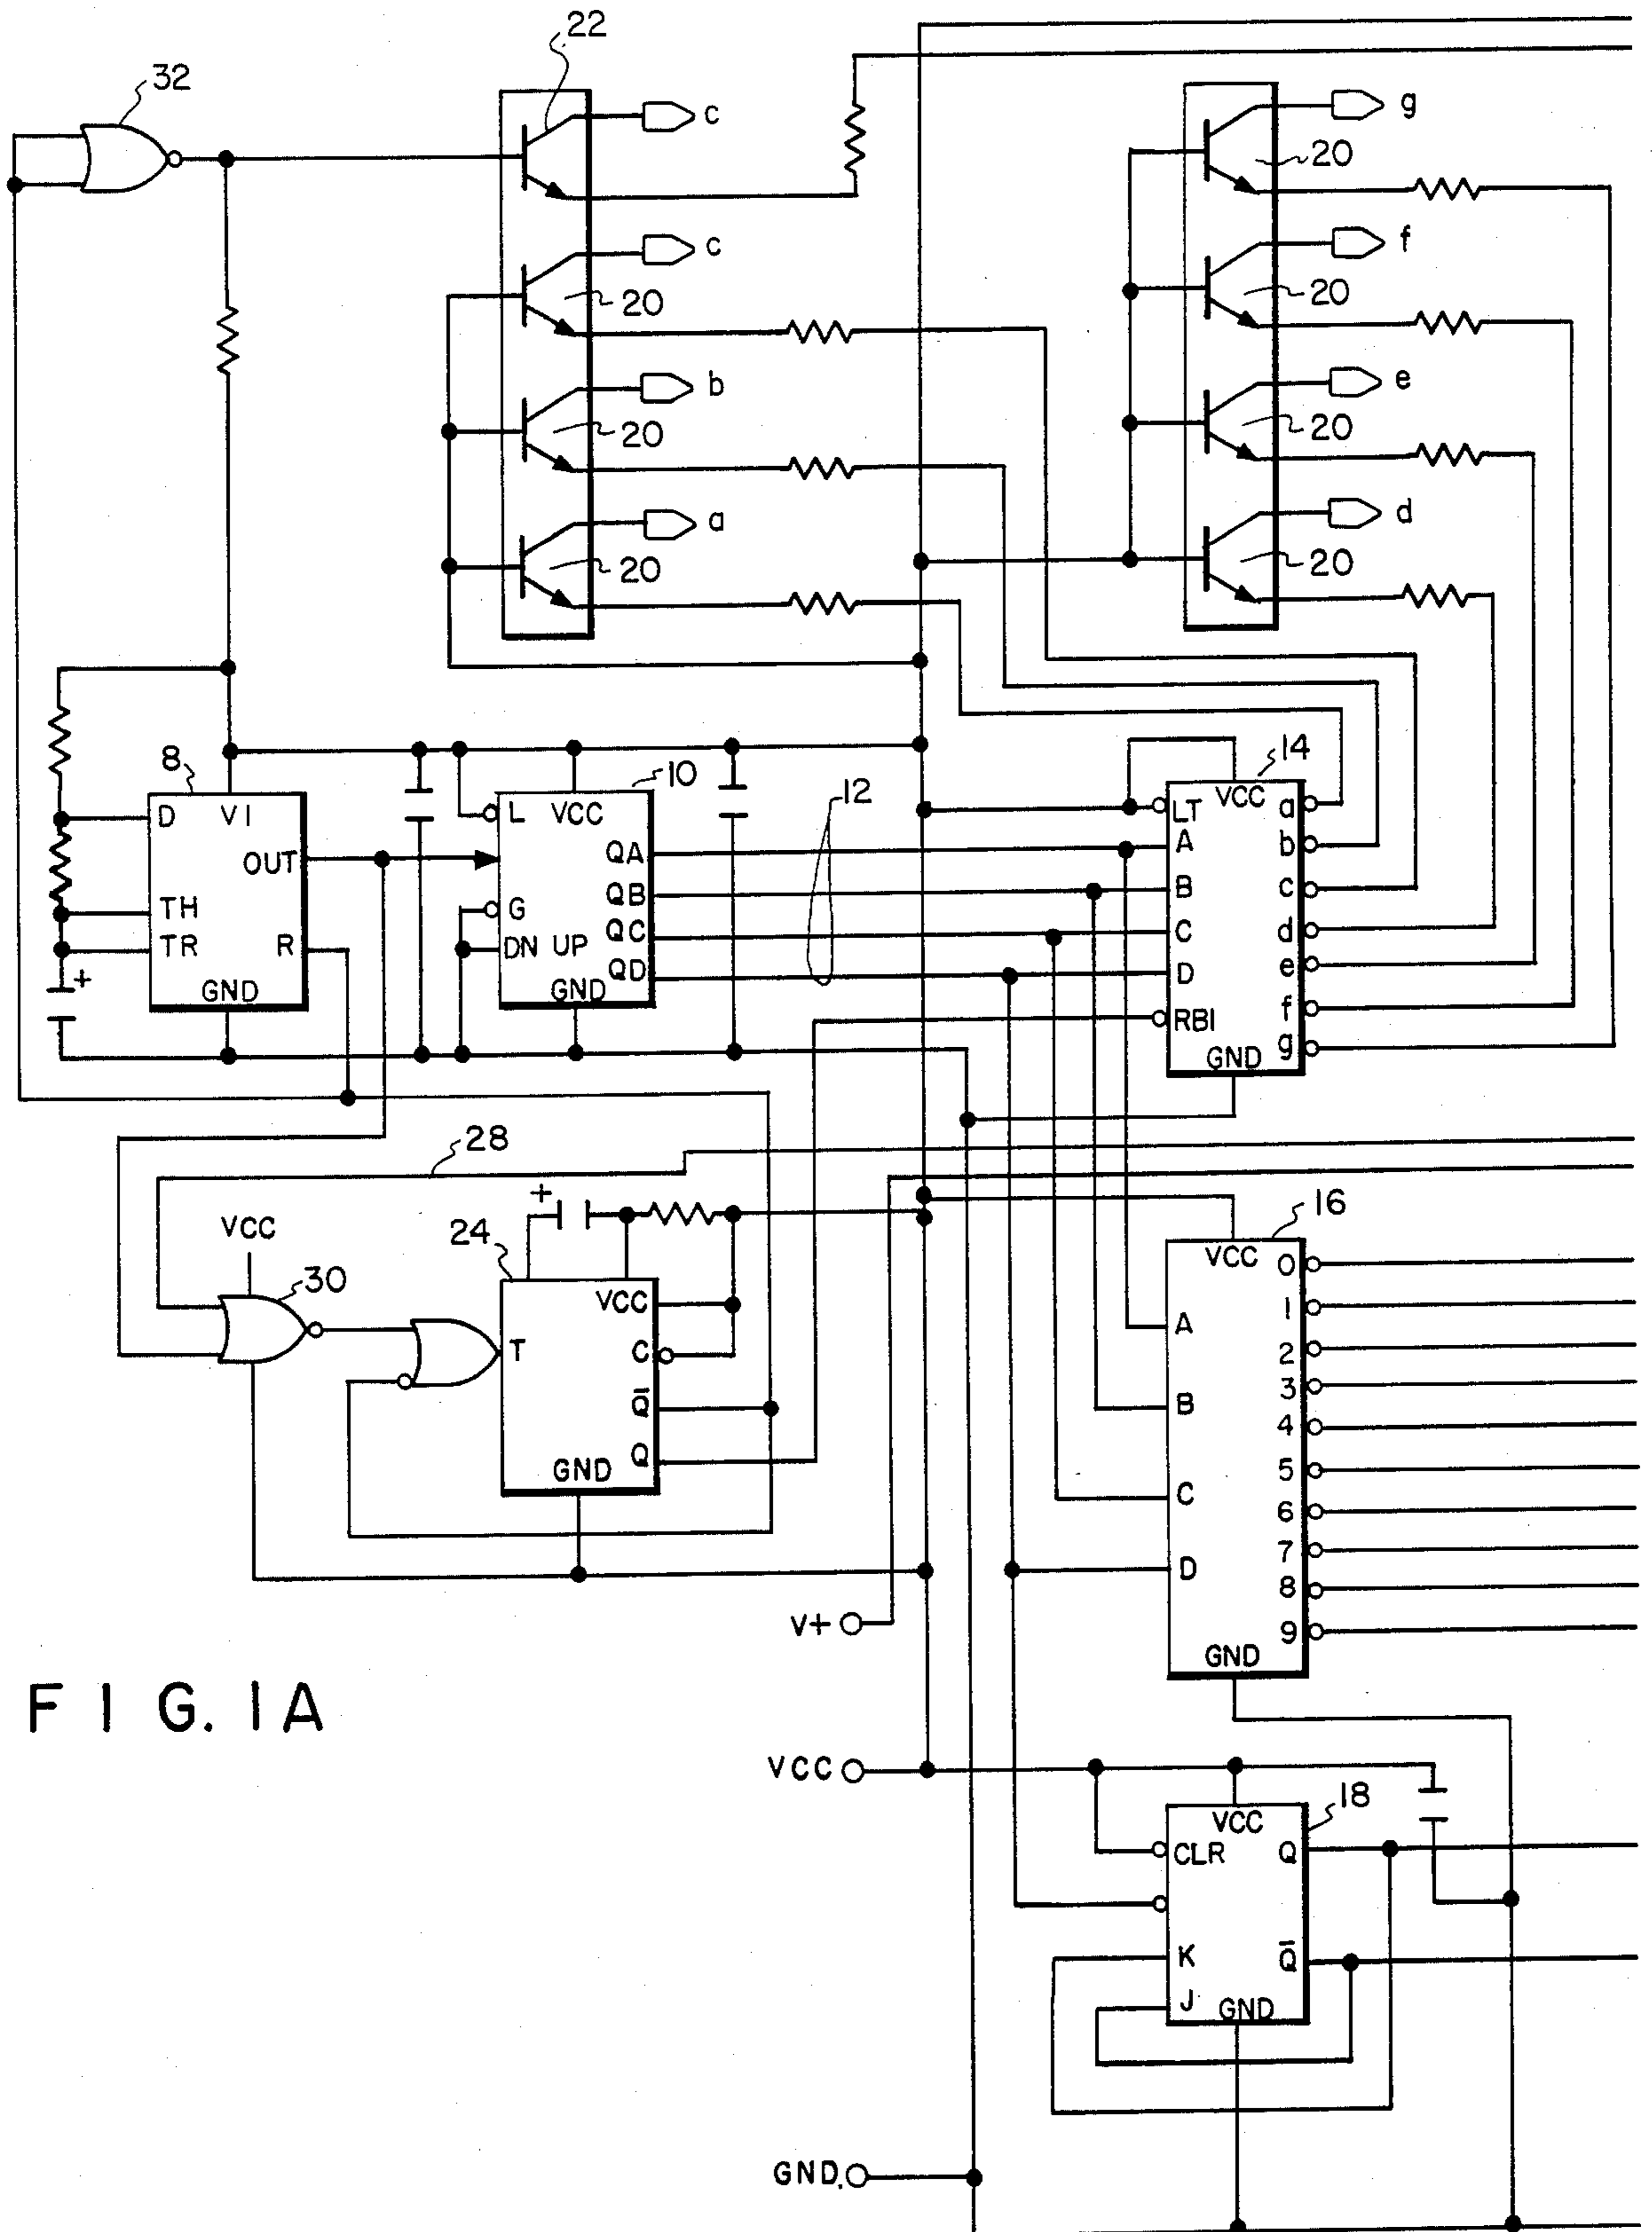 22
32
c
g
20
c
f
20
20
b
e
20
20
a
d
20
20
8
10
12
14
D VI
OUT
TH
TR R
GND
+
L VCC
QA
G QB
DN UP QC
QD
GND
VCC
LT a
A b
B c
C d
D e
RBI f
GND g
28
+
VCC
24
30
VCC
T C
Q̅
GND Q
16
VCC 0
1
A 2
3
B 4
5
C 6
7
D 8
9
GND
V+
FIG. 1A
VCC
18
VCC
CLR Q
K Q̅
J GND
GND.